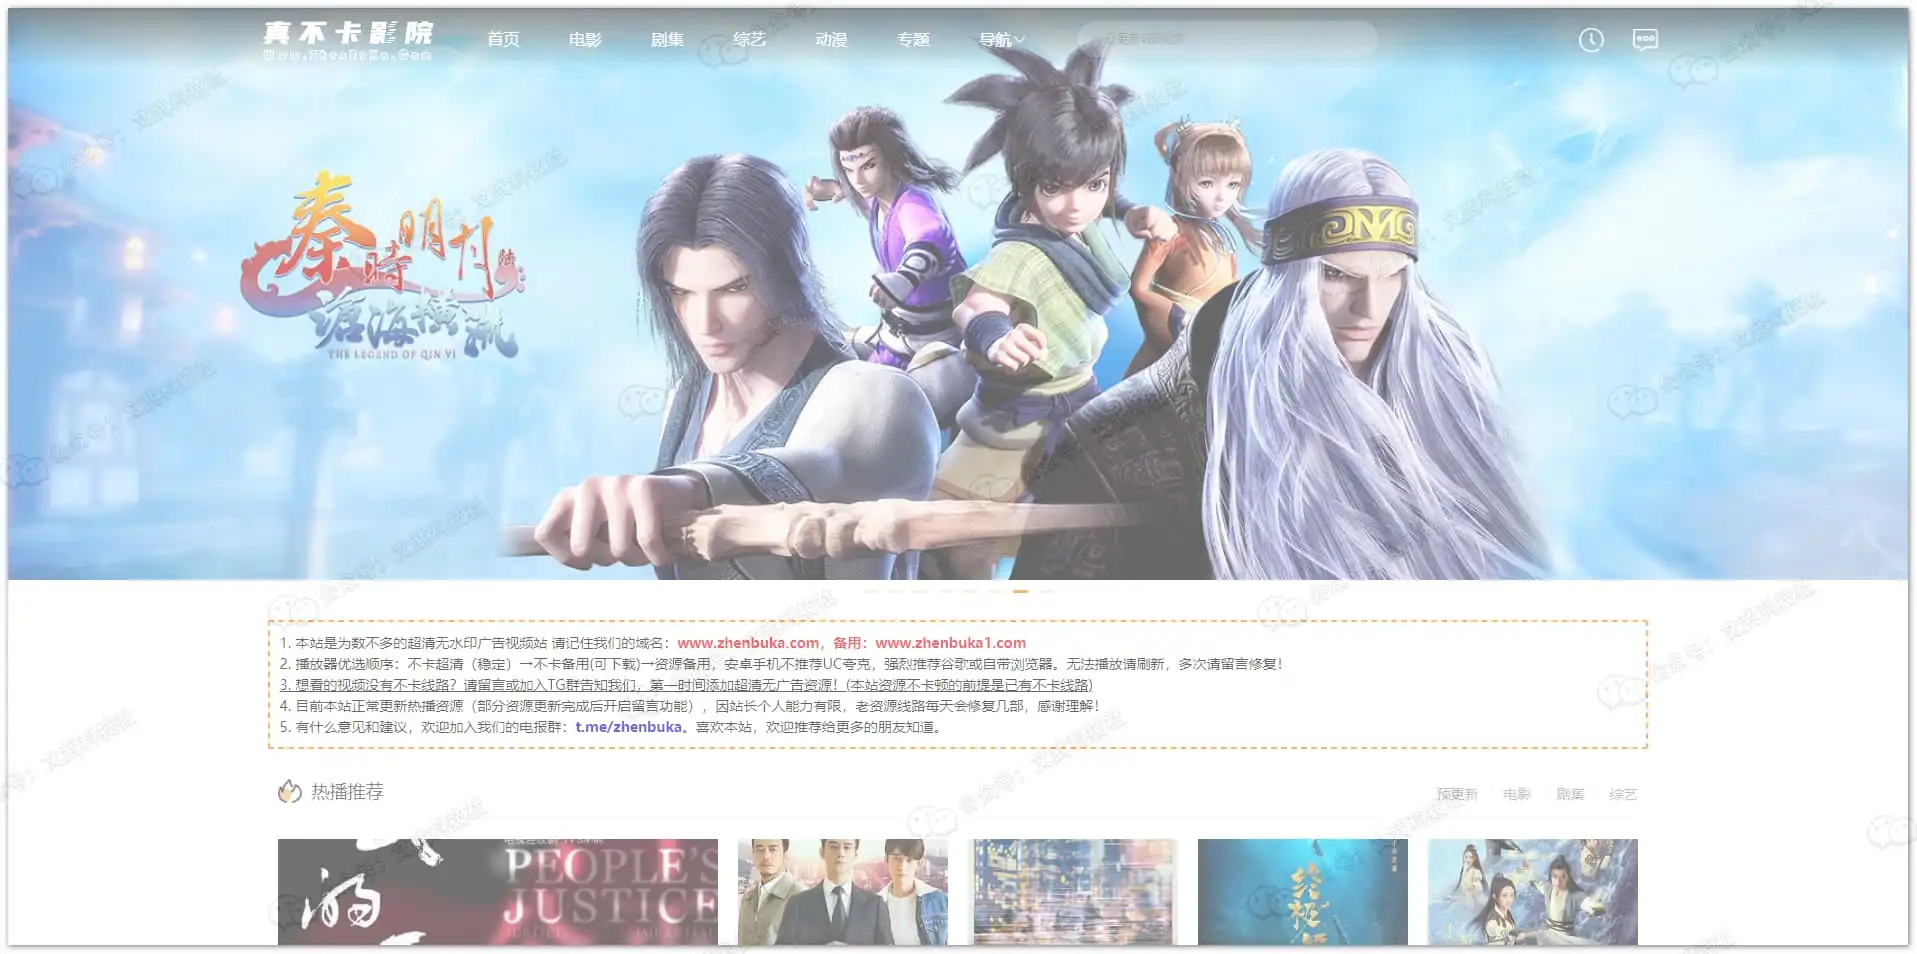 真不卡影院
Www.ZhenBuKa.Com
首页 电影 剧集 综艺 动漫 专题 导航
秦時明月 陆
沧海横流
THE LEGEND OF QIN VI
1. 本站是为数不多的超清无水印广告视频站 请记住我们的域名：www.zhenbuka.com，备用：www.zhenbuka1.com
2. 播放器优选顺序：不卡超清（稳定）→不卡备用(可下载)→资源备用，安卓手机不推荐UC夸克，强烈推荐谷歌或自带浏览器。无法播放请刷新，多次请留言修复！
3. 想看的视频没有不卡线路？请留言或加入TG群告知我们，第一时间添加超清无广告资源！(本站资源不卡顿的前提是已有不卡线路)
4. 目前本站正常更新热播资源（部分资源更新完成后开启留言功能），因站长个人能力有限，老资源线路每天会修复几部，感谢理解！
5. 有什么意见和建议，欢迎加入我们的电报群：t.me/zhenbuka。喜欢本站，欢迎推荐给更多的朋友知道。
热播推荐
预更新 电影 剧集 综艺
PEOPLE'S
JUSTICE